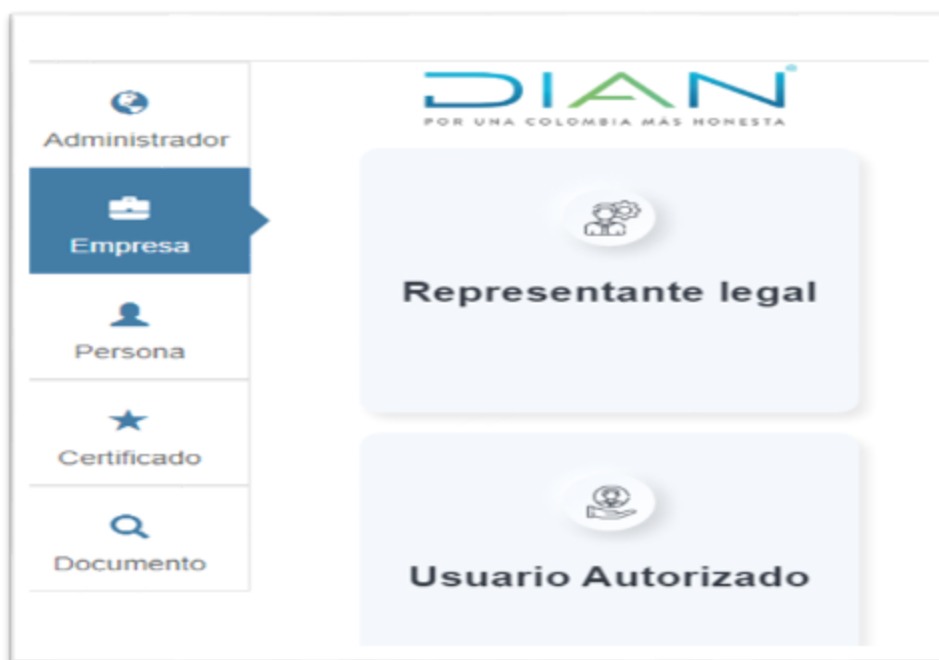 Administrador
Empresa
Persona
Certificado
Documento
DIAN
POR UNA COLOMBIA MÁS HONESTA
Representante legal
Usuario Autorizado